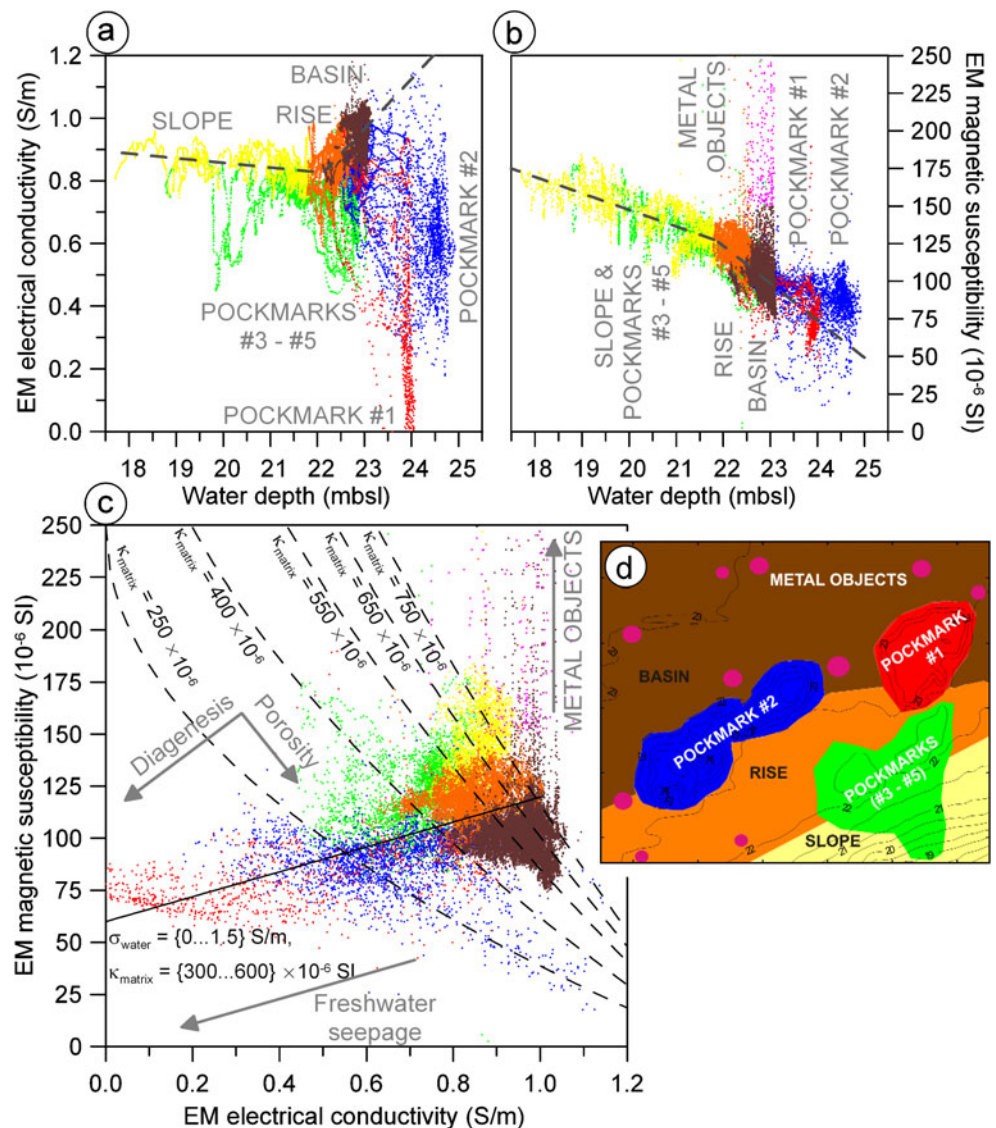 a
EM electrical conductivity (S/m)
1.2
1.0
0.8
0.6
0.4
0.2
0.0
SLOPE
BASIN
RISE
POCKMARKS
#3 - #5
POCKMARK #1
POCKMARK #2
18 19 20 21 22 23 24 25
Water depth (mbsl)
b
METAL
OBJECTS
POCKMARK #1
POCKMARK #2
SLOPE &
POCKMARKS
#3 - #5
RISE
BASIN
250
225
200
175
150
125
100
75
50
25
0
EM magnetic susceptibility (10⁻⁶ SI)
18 19 20 21 22 23 24 25
Water depth (mbsl)
c
EM magnetic susceptibility (10⁻⁶ SI)
250
225
200
175
150
125
100
75
50
25
0
κmatrix = 250 ×10⁻⁶
κmatrix = 400 ×10⁻⁶
κmatrix = 550 ×10⁻⁶
κmatrix = 650 ×10⁻⁶
κmatrix = 750 ×10⁻⁶
METAL OBJECTS
Diagenesis
Porosity
σwater = {0...1.5} S/m,
κmatrix = {300...600} ×10⁻⁶ SI
Freshwater
seepage
0.0 0.2 0.4 0.6 0.8 1.0 1.2
EM electrical conductivity (S/m)
d
METAL OBJECTS
BASIN
POCKMARK
#1
POCKMARK #2
RISE
POCKMARKS
(#3 - #5)
SLOPE